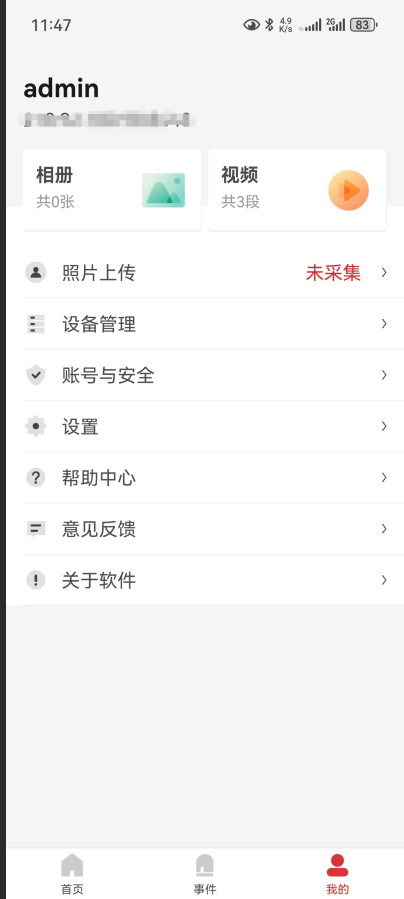 11:47
4.9
K/s
2G
83
admin
相册
共0张
视频
共3段
照片上传
未采集
设备管理
账号与安全
设置
帮助中心
意见反馈
关于软件
首页
事件
我的